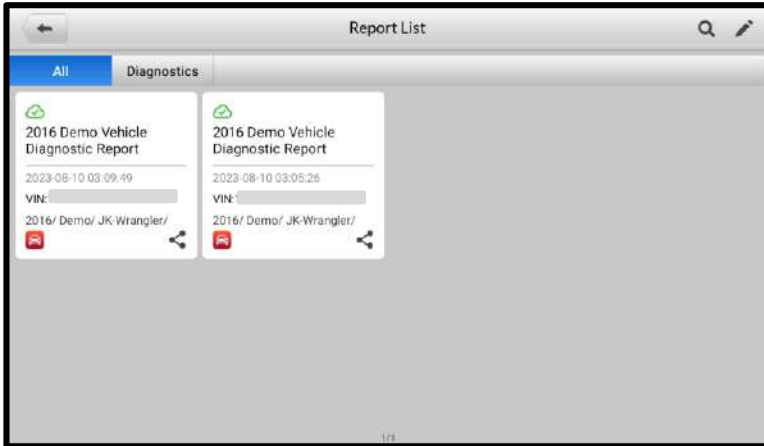 Report List
All
Diagnostics
2016 Demo Vehicle
Diagnostic Report
2023-08-10 03:09:49
VIN:
2016/ Demo/ JK-Wrangler/
2016 Demo Vehicle
Diagnostic Report
2023-08-10 03:05:26
VIN:
2016/ Demo/ JK-Wrangler/
1/1